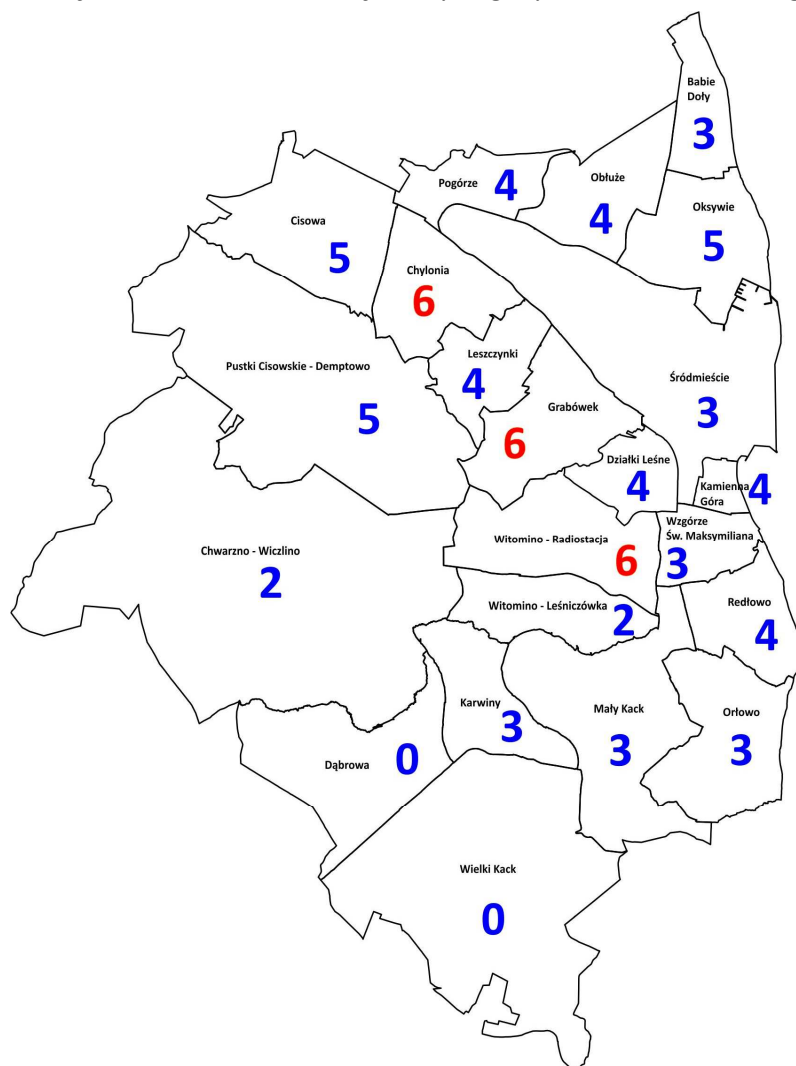 Babie
Doły
3
Pogórze
4
Obłuże
4
Oksywie
5
Cisowa
5
Chylonia
6
Leszczynki
4
Pustki Cisowskie - Demptowo
5
Grabówek
6
Śródmieście
3
Działki Leśne
4
Kamienna
Góra
4
Wzgórze
Św. Maksymiliana
3
Witomino - Radiostacja
6
Chwarzno - Wiczlino
2
Witomino - Leśniczówka
2
Redłowo
4
Karwiny
3
Mały Kack
3
Orłowo
3
Dąbrowa
0
Wielki Kack
0